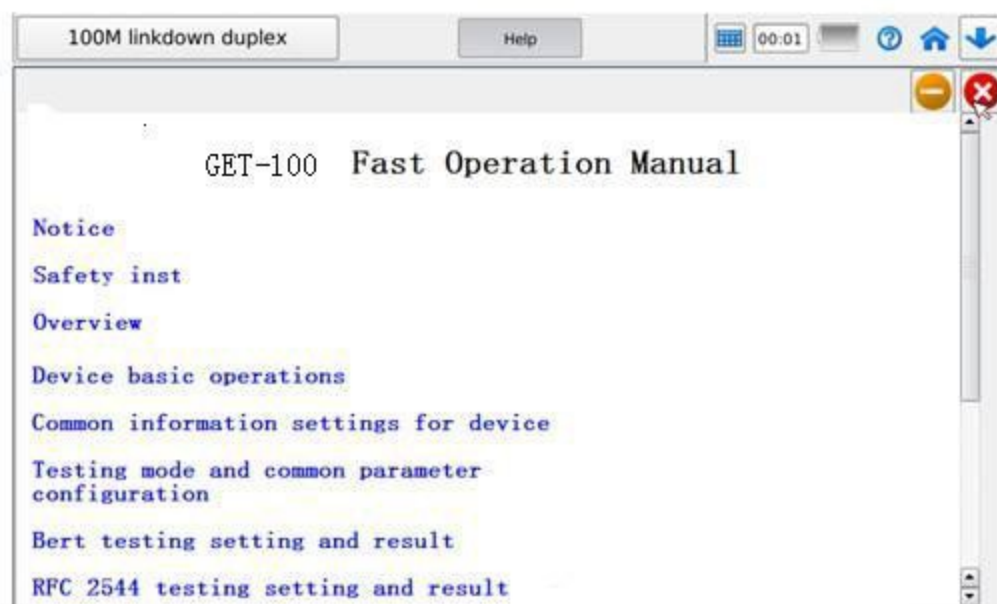 100M linkdown duplex
Help
00:01
GET-100 Fast Operation Manual
Notice
Safety inst
Overview
Device basic operations
Common information settings for device
Testing mode and common parameter
configuration
Bert testing setting and result
RFC 2544 testing setting and result